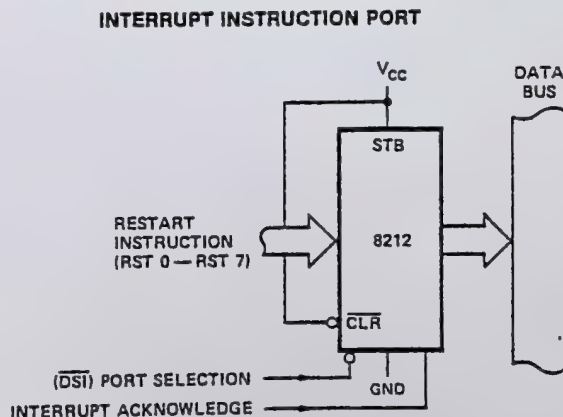 INTERRUPT INSTRUCTION PORT
VCC
DATA
BUS
STB
RESTART
INSTRUCTION
(RST 0 — RST 7)
8212
CLR
(DSI) PORT SELECTION
GND
INTERRUPT ACKNOWLEDGE